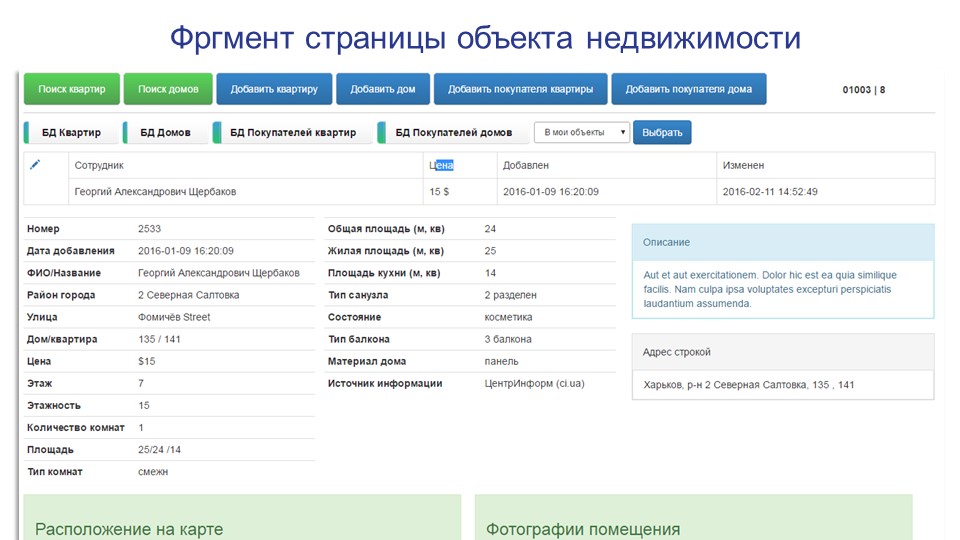 Фргмент страницы объекта недвижимости
Поиск квартир Поиск домов Добавить квартиру Добавить дом Добавить покупателя квартиры Добавить покупателя дома 01003 | 8
БД Квартир БД Домов БД Покупателей квартир БД Покупателей домов В мои объекты Выбрать
Сотрудник Цена Добавлен Изменен
Георгий Александрович Щербаков 15 $ 2016-01-09 16:20:09 2016-02-11 14:52:49
Номер 2533
Дата добавления 2016-01-09 16:20:09
ФИО/Название Георгий Александрович Щербаков
Район города 2 Северная Салтовка
Улица Фомичёв Street
Дом/квартира 135 / 141
Цена $15
Этаж 7
Этажность 15
Количество комнат 1
Площадь 25/24 /14
Тип комнат смежн
Общая площадь (м, кв) 24
Жилая площадь (м, кв) 25
Площадь кухни (м, кв) 14
Тип санузла 2 разделен
Состояние косметика
Тип балкона 3 балкона
Материал дома панель
Источник информации ЦентрИнформ (ci.ua)
Описание
Aut et aut exercitationem. Dolor hic est ea quia similique
facilis. Nam culpa ipsa voluptates excepturi perspiciatis
laudantium assumenda.
Адрес строкой
Харьков, р-н 2 Северная Салтовка, 135 , 141
Расположение на карте
Фотографии помещения